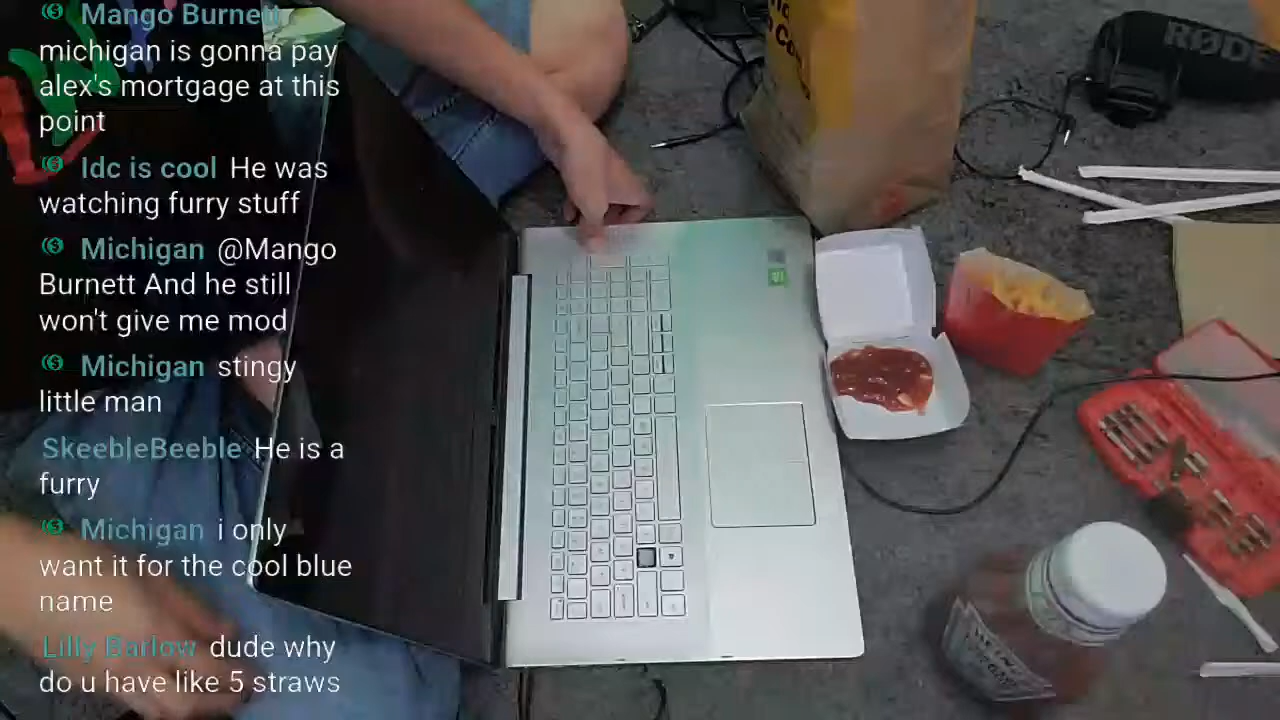 Mango Burnett
michigan is gonna pay
alex's mortgage at this
point
Idc is cool He was
watching furry stuff
Michigan @Mango
Burnett And he still
won't give me mod
Michigan stingy
little man
SkeebleBeeble He is a
furry
Michigan i only
want it for the cool blue
name
Lilly Barlow dude why
do u have like 5 straws
RØDE